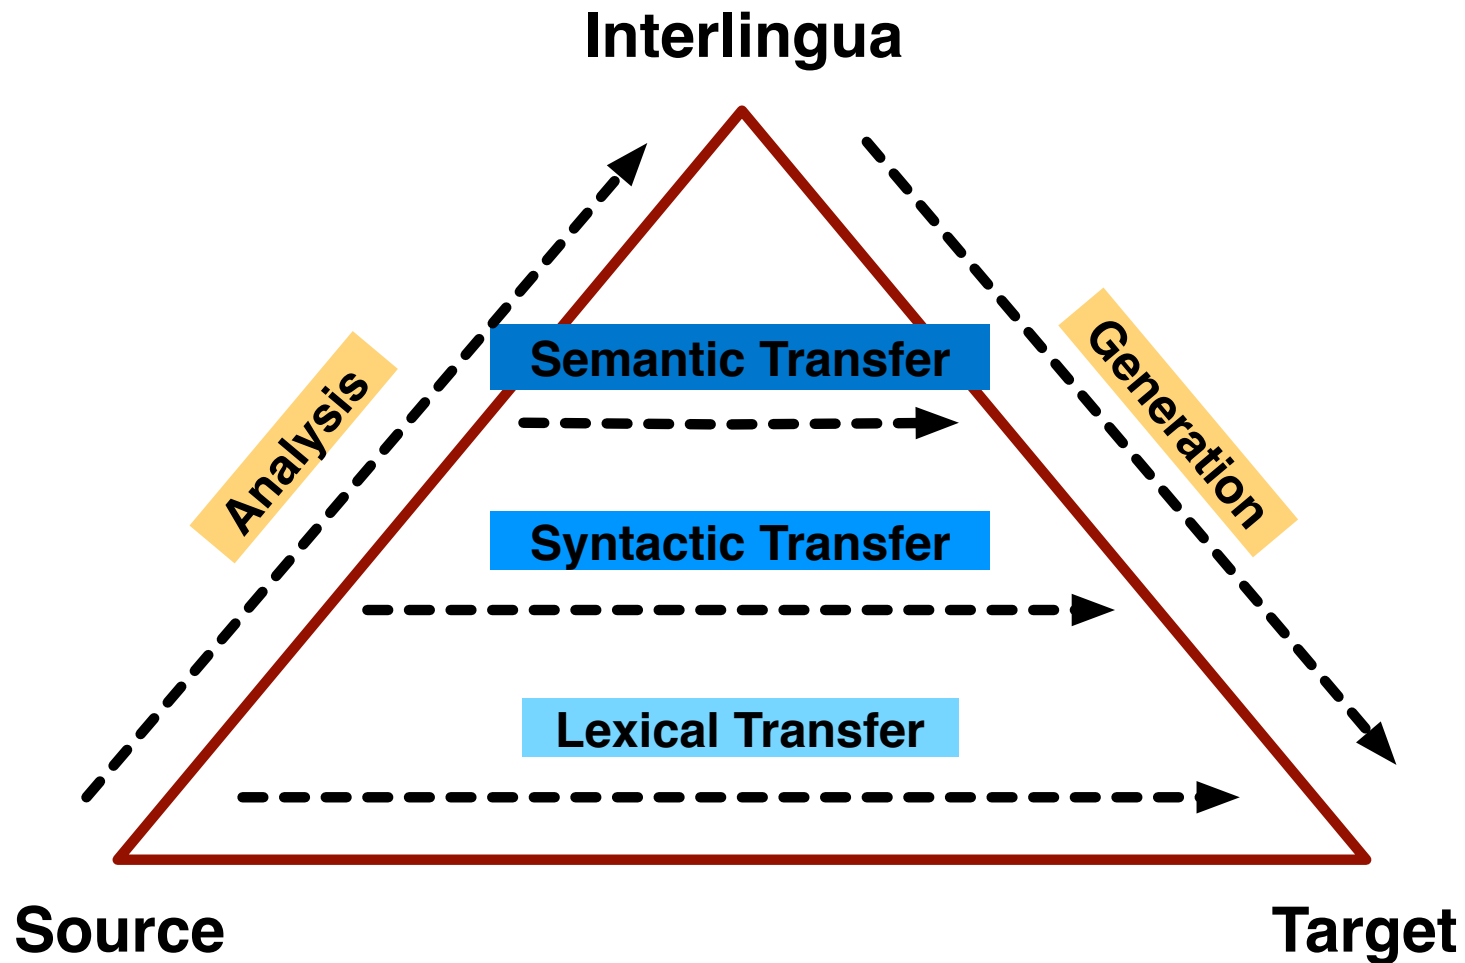 Interlingua
Semantic Transfer
Analysis
Generation
Syntactic Transfer
Lexical Transfer
Source
Target